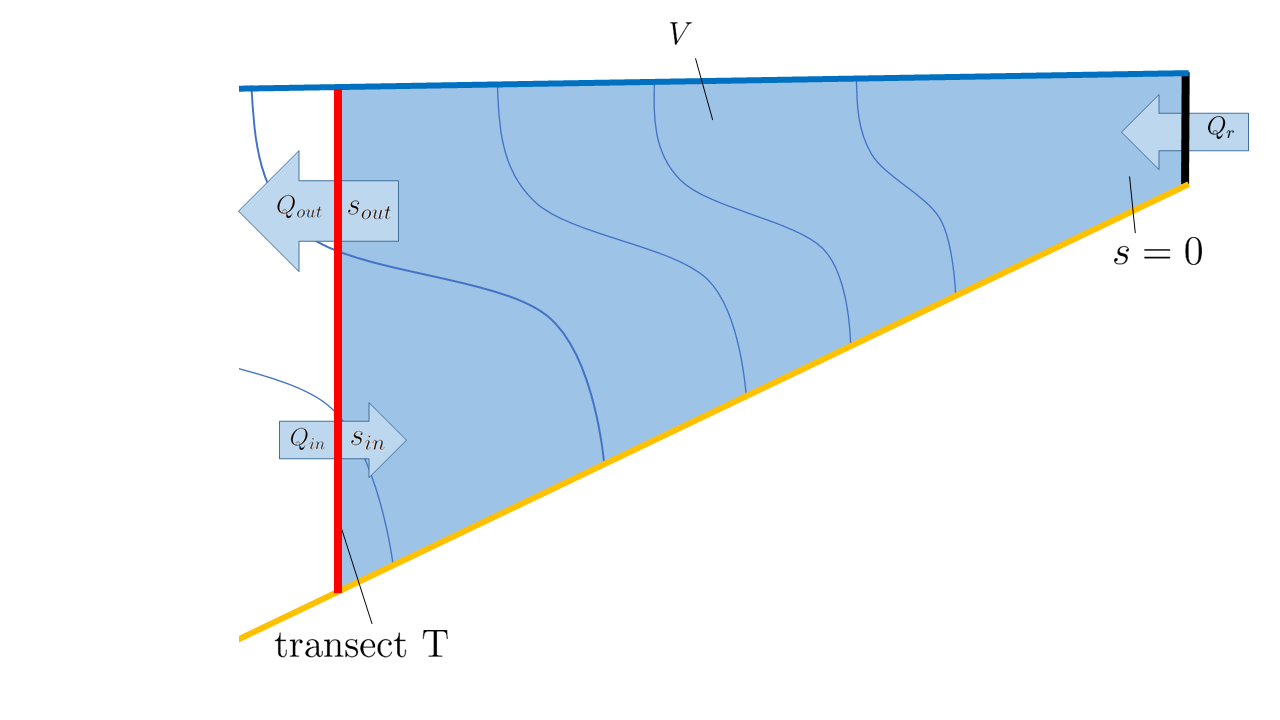 V
Q_r
Q_out s_out
s = 0
Q_in s_in
transect T